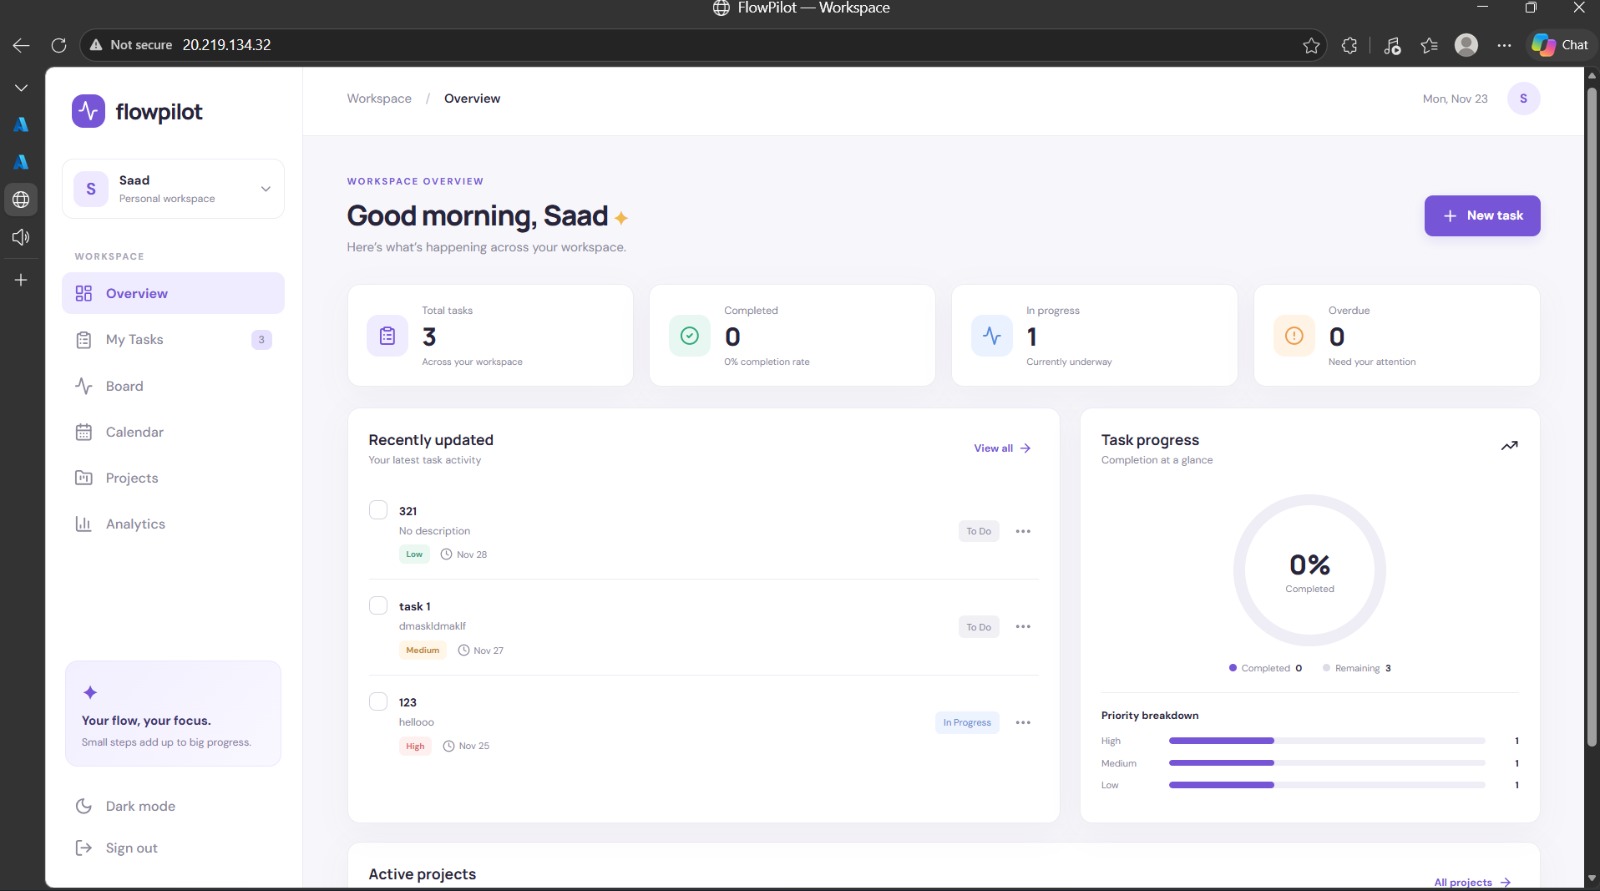 FlowPilot — Workspace
Not secure 20.219.134.32
Chat
flowpilot
Workspace / Overview
Mon, Nov 23
S
S
Saad
Personal workspace
WORKSPACE
Overview
My Tasks 3
Board
Calendar
Projects
Analytics
Your flow, your focus.
Small steps add up to big progress.
Dark mode
Sign out
WORKSPACE OVERVIEW
Good morning, Saad
Here's what's happening across your workspace.
+ New task
Total tasks
3
Across your workspace
Completed
0
0% completion rate
In progress
1
Currently underway
Overdue
0
Need your attention
Recently updated
Your latest task activity
View all →
321
No description
Low Nov 28
To Do
task 1
dmaskldmaklf
Medium Nov 27
To Do
123
hellooo
High Nov 25
In Progress
Task progress
Completion at a glance
0%
Completed
Completed 0 Remaining 3
Priority breakdown
High 1
Medium 1
Low 1
Active projects
All projects →